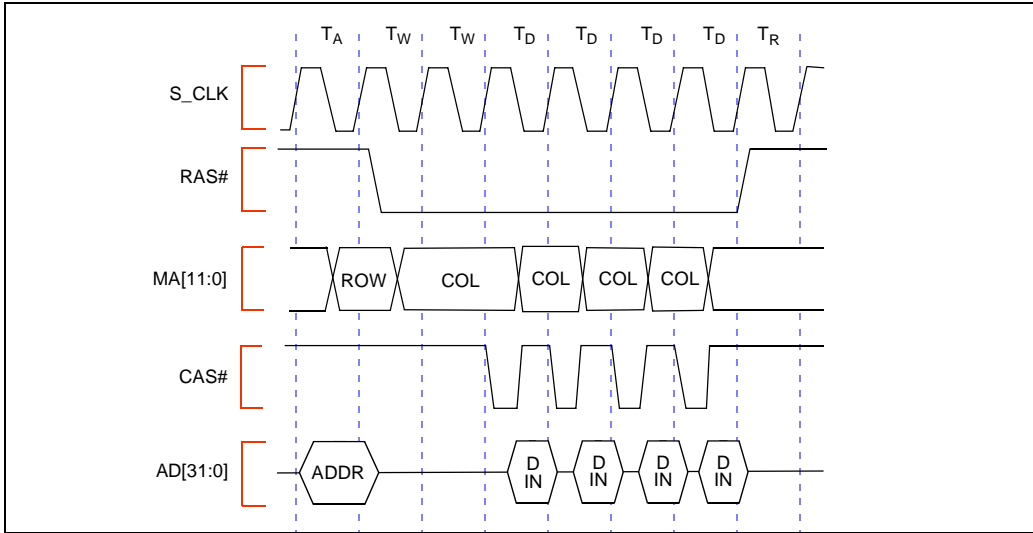 TA TW TW TD TD TD TD TR
S_CLK
RAS#
MA[11:0] ROW COL COL COL COL
CAS#
AD[31:0] ADDR D IN D IN D IN D IN